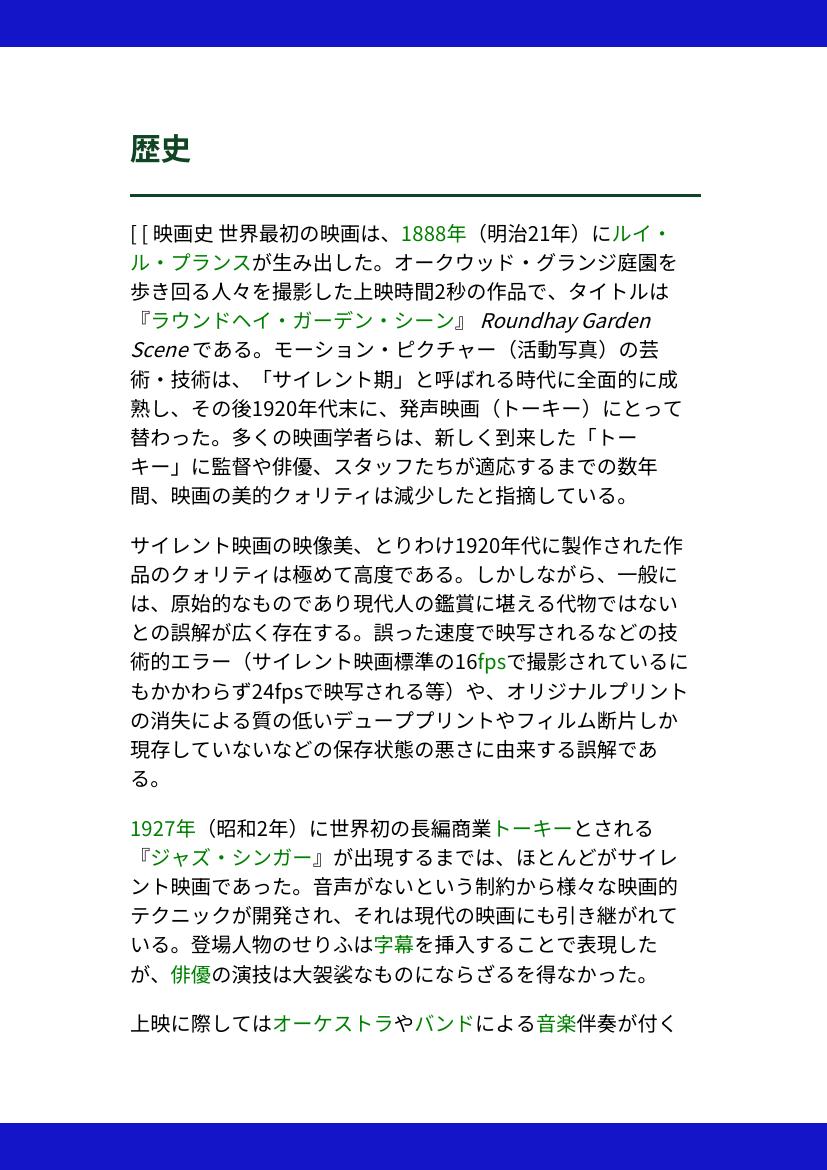 歴史
[ [ 映画史 世界最初の映画は、1888年（明治21年）にルイ・
ル・プランスが生み出した。オークウッド・グランジ庭園を
歩き回る人々を撮影した上映時間2秒の作品で、タイトルは
『ラウンドヘイ・ガーデン・シーン』 Roundhay Garden
Scene である。モーション・ピクチャー（活動写真）の芸
術・技術は、「サイレント期」と呼ばれる時代に全面的に成
熟し、その後1920年代末に、発声映画（トーキー）にとって
替わった。多くの映画学者らは、新しく到来した「トー
キー」に監督や俳優、スタッフたちが適応するまでの数年
間、映画の美的クォリティは減少したと指摘している。
サイレント映画の映像美、とりわけ1920年代に製作された作
品のクォリティは極めて高度である。しかしながら、一般に
は、原始的なものであり現代人の鑑賞に堪える代物ではない
との誤解が広く存在する。誤った速度で映写されるなどの技
術的エラー（サイレント映画標準の16fpsで撮影されているに
もかかわらず24fpsで映写される等）や、オリジナルプリント
の消失による質の低いデューププリントやフィルム断片しか
現存していないなどの保存状態の悪さに由来する誤解であ
る。
1927年（昭和2年）に世界初の長編商業トーキーとされる
『ジャズ・シンガー』が出現するまでは、ほとんどがサイレ
ント映画であった。音声がないという制約から様々な映画的
テクニックが開発され、それは現代の映画にも引き継がれて
いる。登場人物のせりふは字幕を挿入することで表現した
が、俳優の演技は大袈裟なものにならざるを得なかった。
上映に際してはオーケストラやバンドによる音楽伴奏が付く